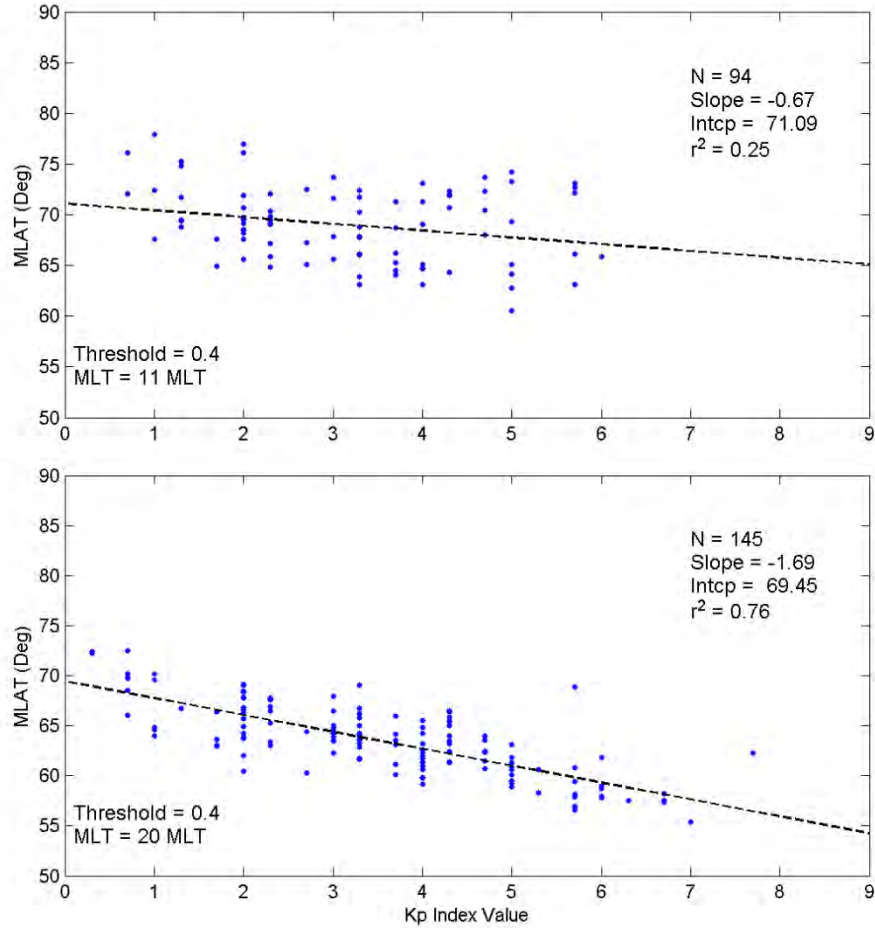 90
85
80
75
70
65
60
55
50
MLAT (Deg)
N = 94
Slope = -0.67
Intcp = 71.09
r² = 0.25
Threshold = 0.4
MLT = 11 MLT
0 1 2 3 4 5 6 7 8 9
90
85
80
75
70
65
60
55
50
MLAT (Deg)
N = 145
Slope = -1.69
Intcp = 69.45
r² = 0.76
Threshold = 0.4
MLT = 20 MLT
0 1 2 3 4 5 6 7 8 9
Kp Index Value